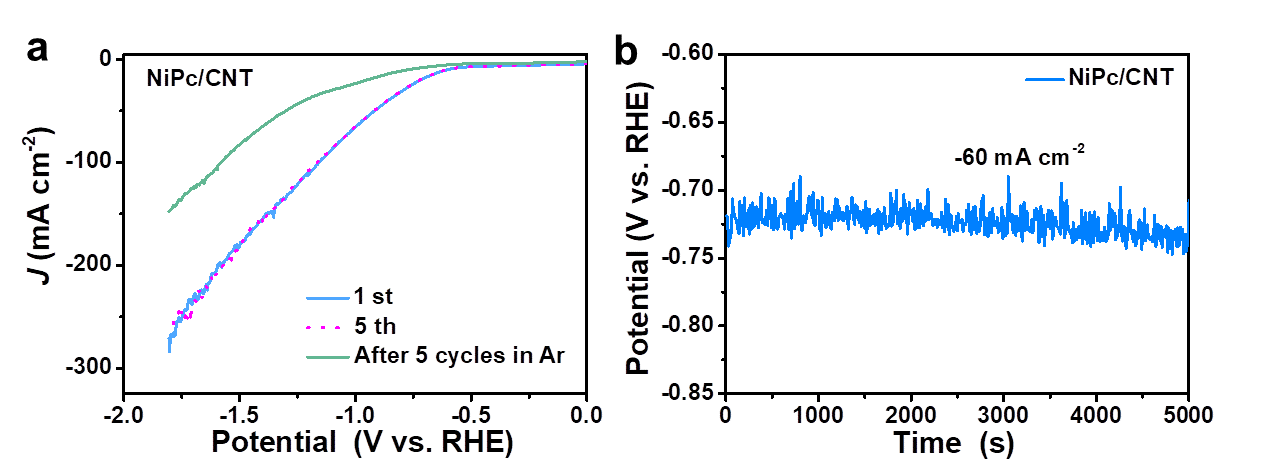 a
NiPc/CNT
0
-100
-200
-300
J (mA cm-2)
1 st
5 th
After 5 cycles in Ar
-2.0 -1.5 -1.0 -0.5 0.0
Potential (V vs. RHE)
b
-0.60
-0.65
-0.70
-0.75
-0.80
-0.85
Potential (V vs. RHE)
NiPc/CNT
-60 mA cm-2
0 1000 2000 3000 4000 5000
Time (s)